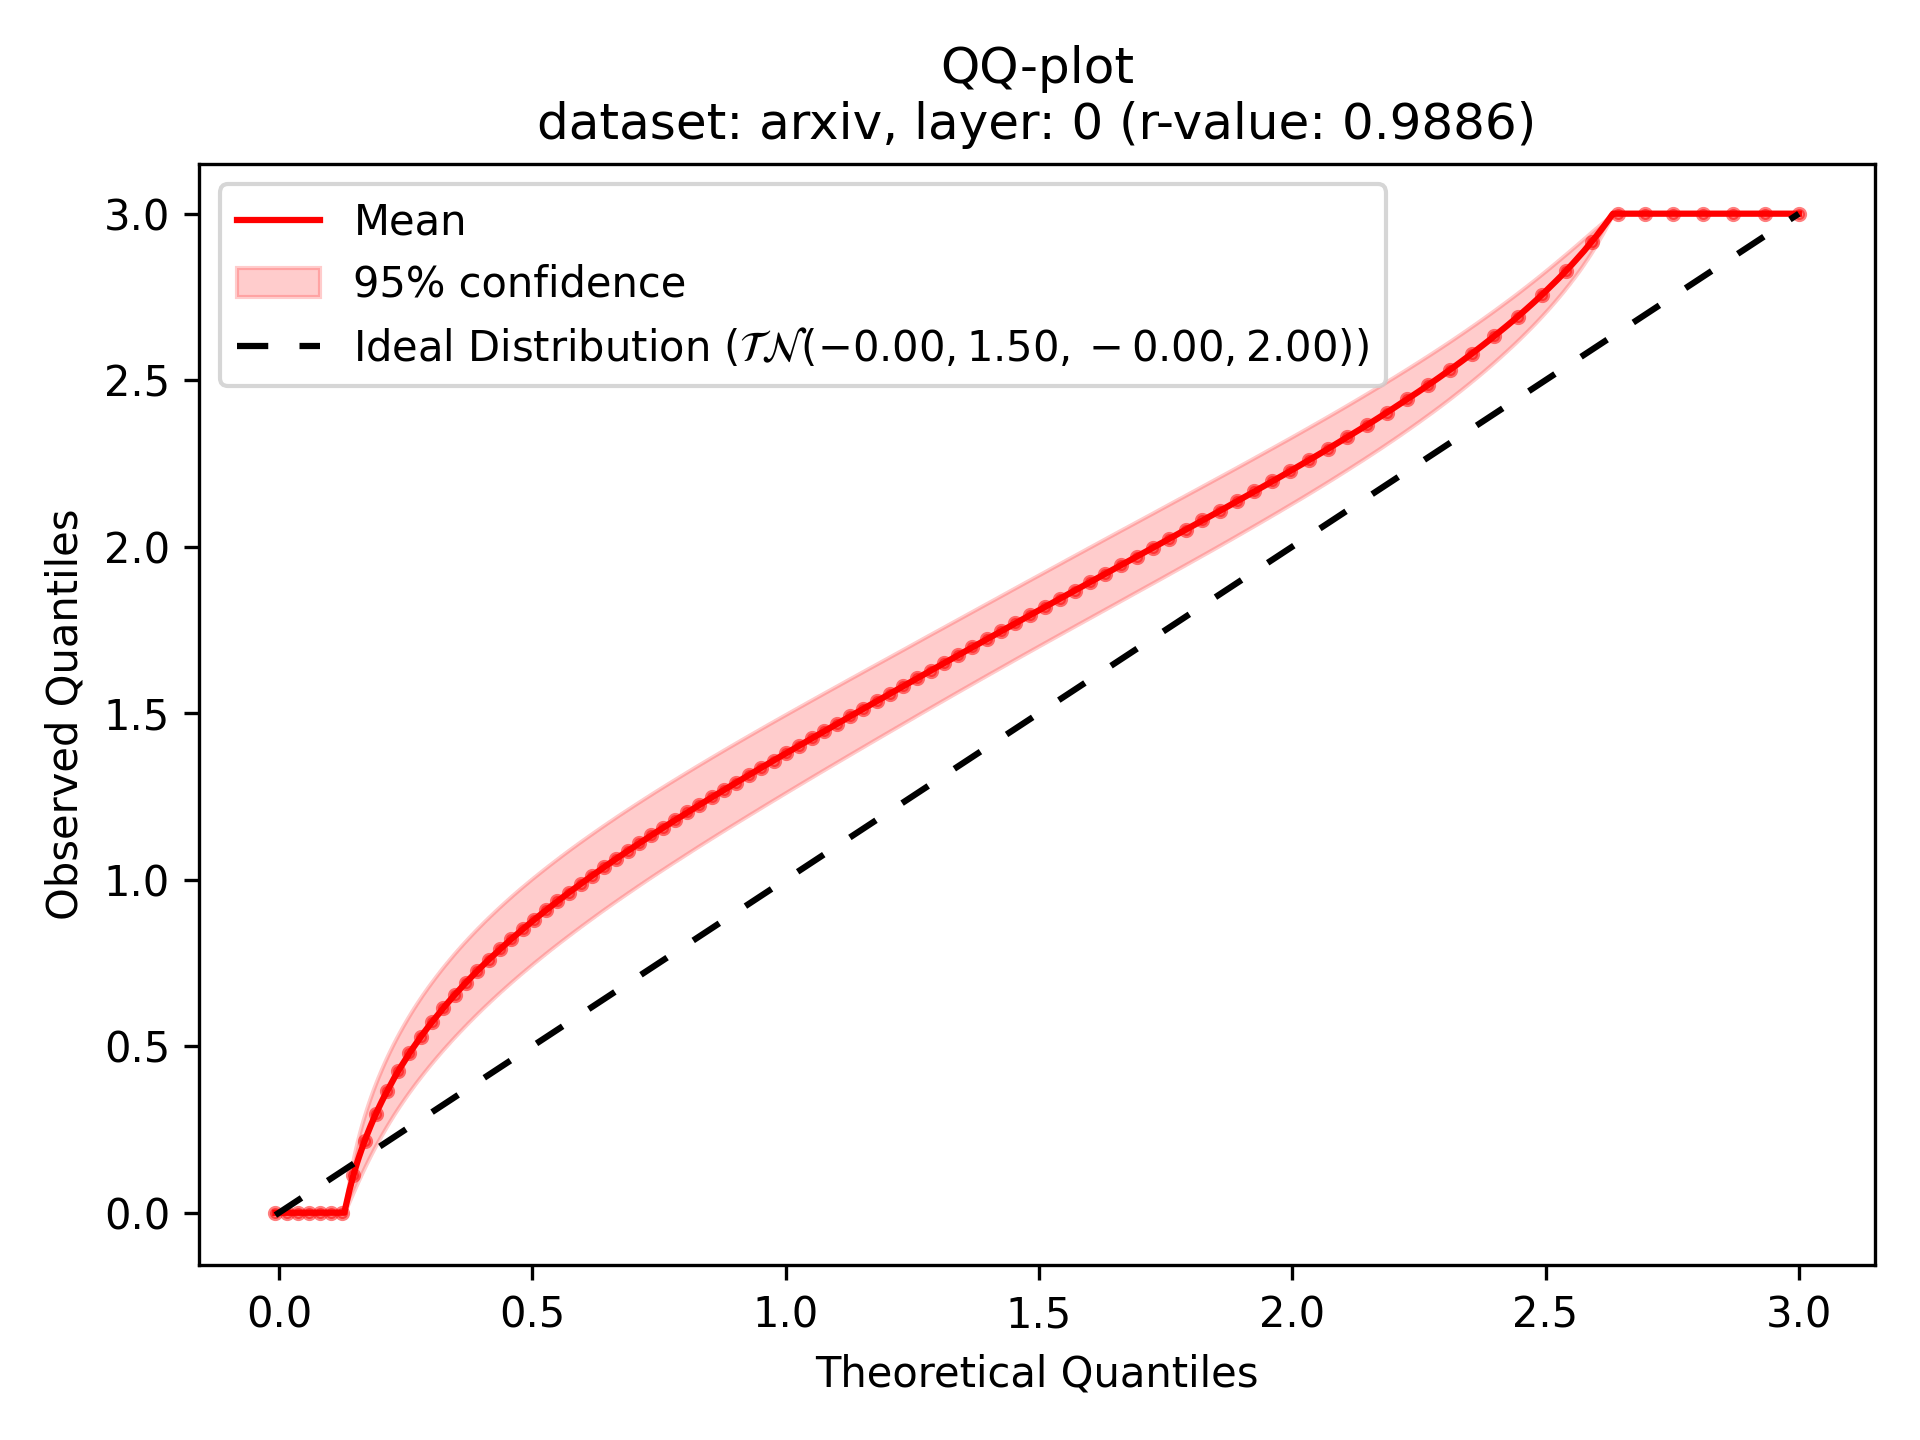 QQ-plot
dataset: arxiv, layer: 0 (r-value: 0.9886)
Mean
95% confidence
Ideal Distribution (𝒯𝒩(−0.00, 1.50, −0.00, 2.00))
3.0
2.5
2.0
1.5
1.0
0.5
0.0
Observed Quantiles
0.0 0.5 1.0 1.5 2.0 2.5 3.0
Theoretical Quantiles